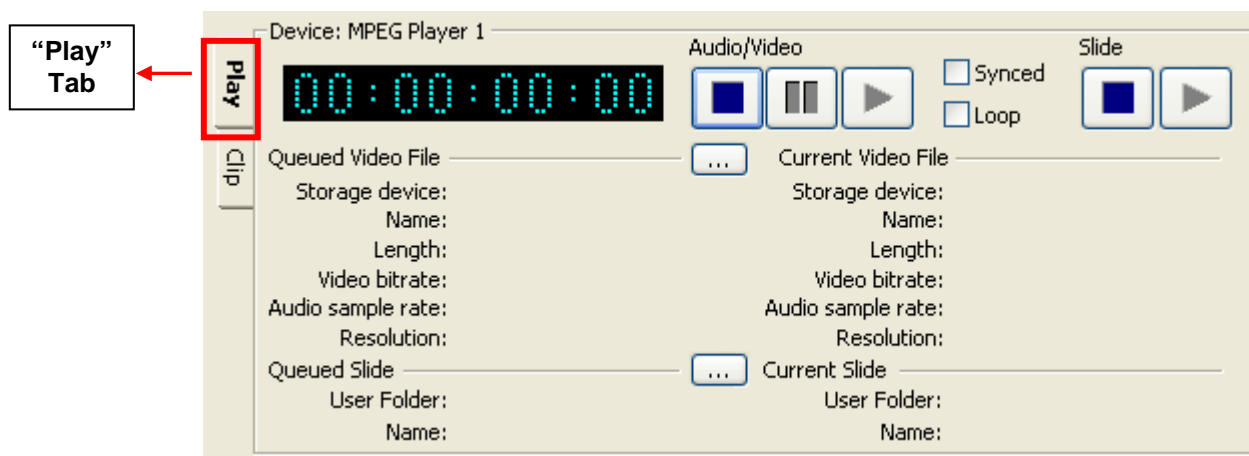 “Play”
Tab
Play
Clip
Device: MPEG Player 1
Audio/Video
Slide
00:00:00:00
Synced
Loop
Queued Video File
...
Current Video File
Storage device:
Storage device:
Name:
Name:
Length:
Length:
Video bitrate:
Video bitrate:
Audio sample rate:
Audio sample rate:
Resolution:
Resolution:
Queued Slide
...
Current Slide
User Folder:
User Folder:
Name:
Name: